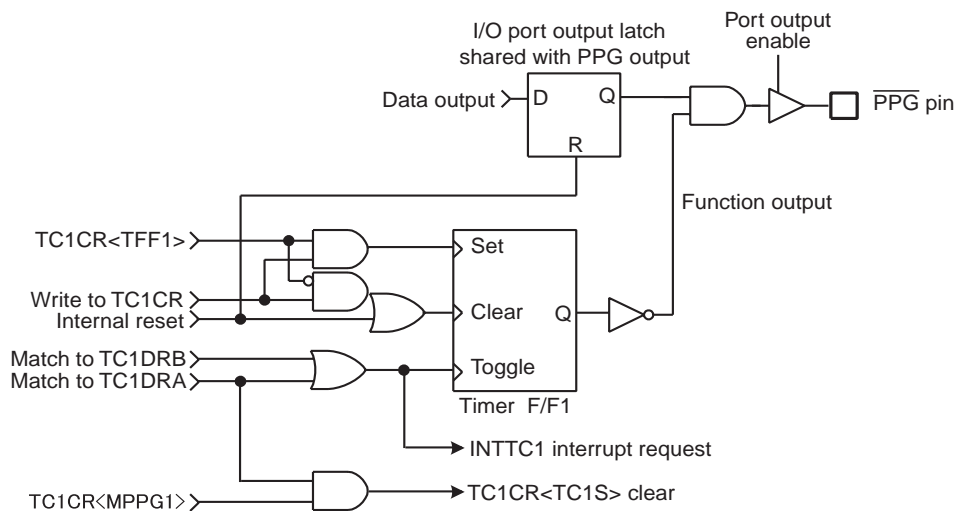 I/O port output latch
shared with PPG output
Port output
enable
Data output
D
Q
R
PPG pin
Function output
TC1CR<TFF1>
Set
Write to TC1CR
Internal reset
Clear
Q
Match to TC1DRB
Match to TC1DRA
Toggle
Timer F/F1
INTTC1 interrupt request
TC1CR<MPPG1>
TC1CR<TC1S> clear